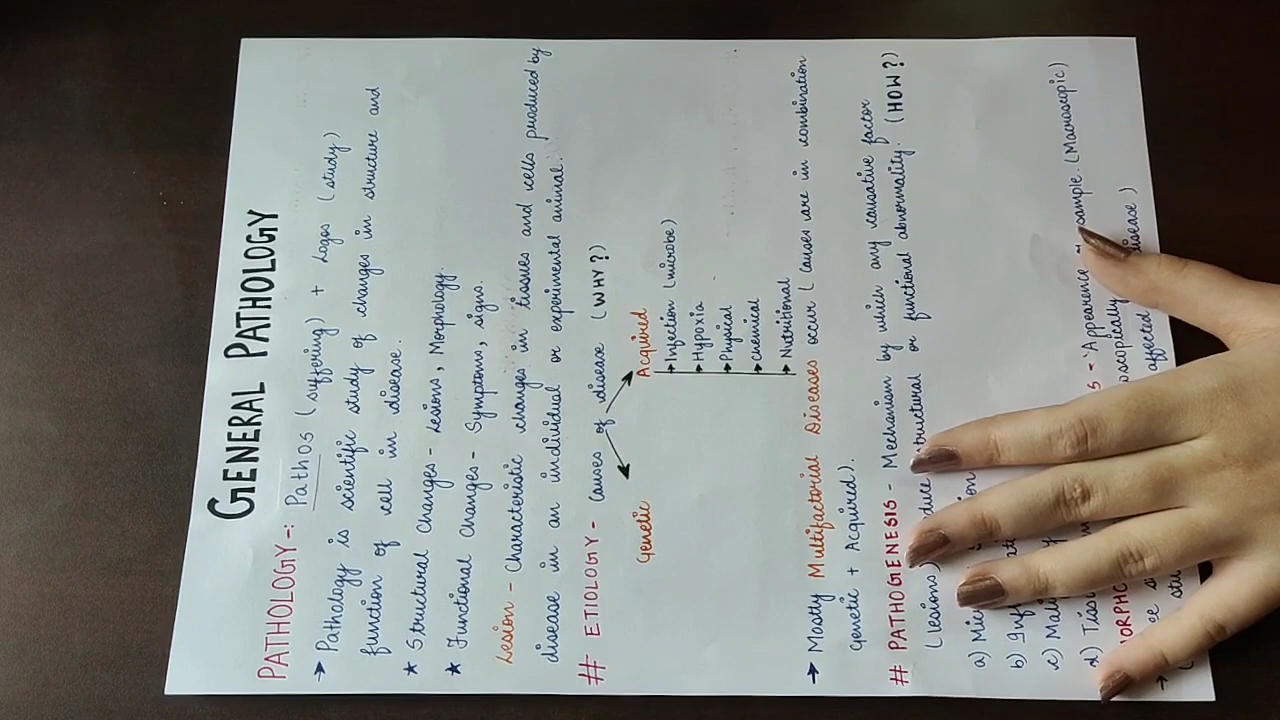 GENERAL PATHOLOGY
PATHOLOGY -: Pathos (suffering) + Logos (study)
→ Pathology is scientific study of changes in structure and
function of cell in disease.
★ Structural Changes - Lesions, Morphology
★ Functional Changes - Symptoms, signs.
Lesion - Characteristic changes in tissues and cells produced by
disease in an individual or experimental animal.
# ETIOLOGY - Causes of disease (WHY?)
Genetic Acquired
→ Infection (microbe)
→ Hypoxia
→ Physical
→ chemical
→ Nutritional
→ Mostly Multifactorial Diseases occur (causes are in combination
Genetic + Acquired).
# PATHOGENESIS - Mechanism by which any causative factor
(lesions) structural or functional abnormality. (HOW?)
a)
b)
c)
d)
- Appearence sample. (Macroscopic)
→
affected